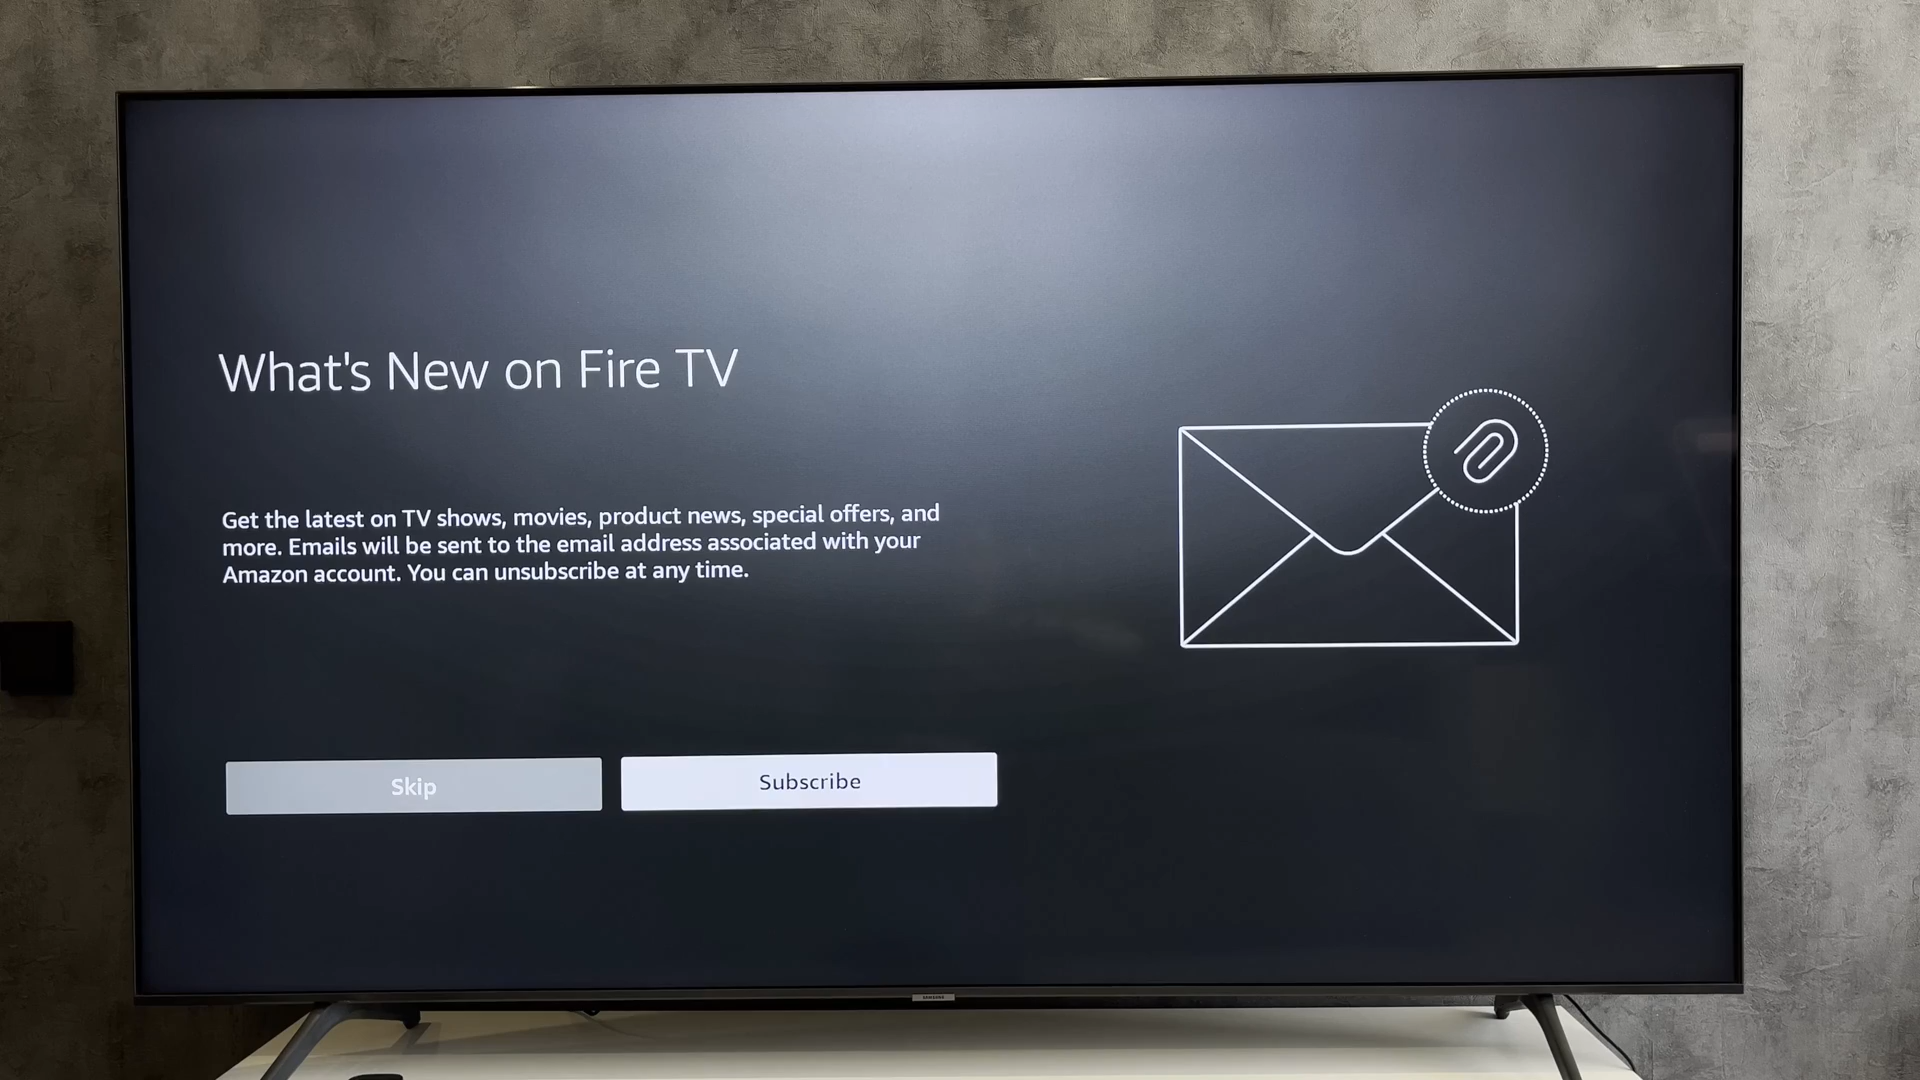 What's New on Fire TV
Get the latest on TV shows, movies, product news, special offers, and
more. Emails will be sent to the email address associated with your
Amazon account. You can unsubscribe at any time.
Skip
Subscribe
SAMSUNG